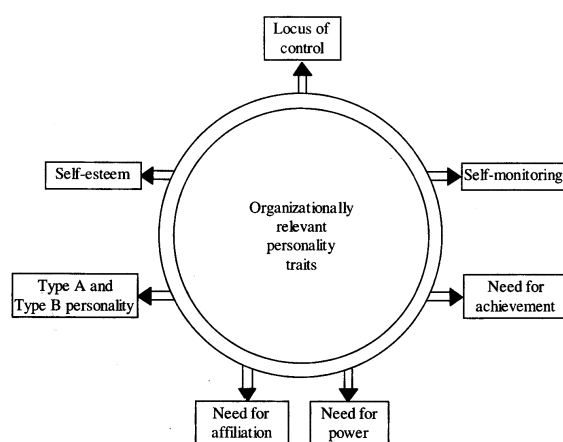 Locus of
control
Self-esteem
Self-monitoring
Organizationally
relevant
personality
traits
Type A and
Type B personality
Need for
achievement
Need for
affiliation
Need for
power